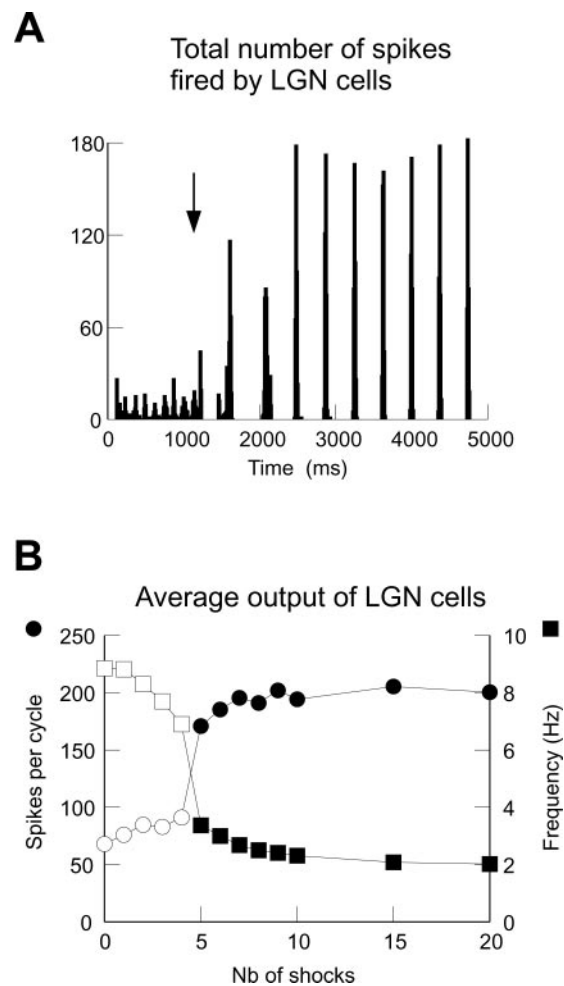 A
Total number of spikes
fired by LGN cells
180
120
60
0
0 1000 2000 3000 4000 5000
Time (ms)
B
Average output of LGN cells
250 10
200 8
150 6
100 4
50 2
0 0
Spikes per cycle
Frequency (Hz)
0 5 10 15 20
Nb of shocks